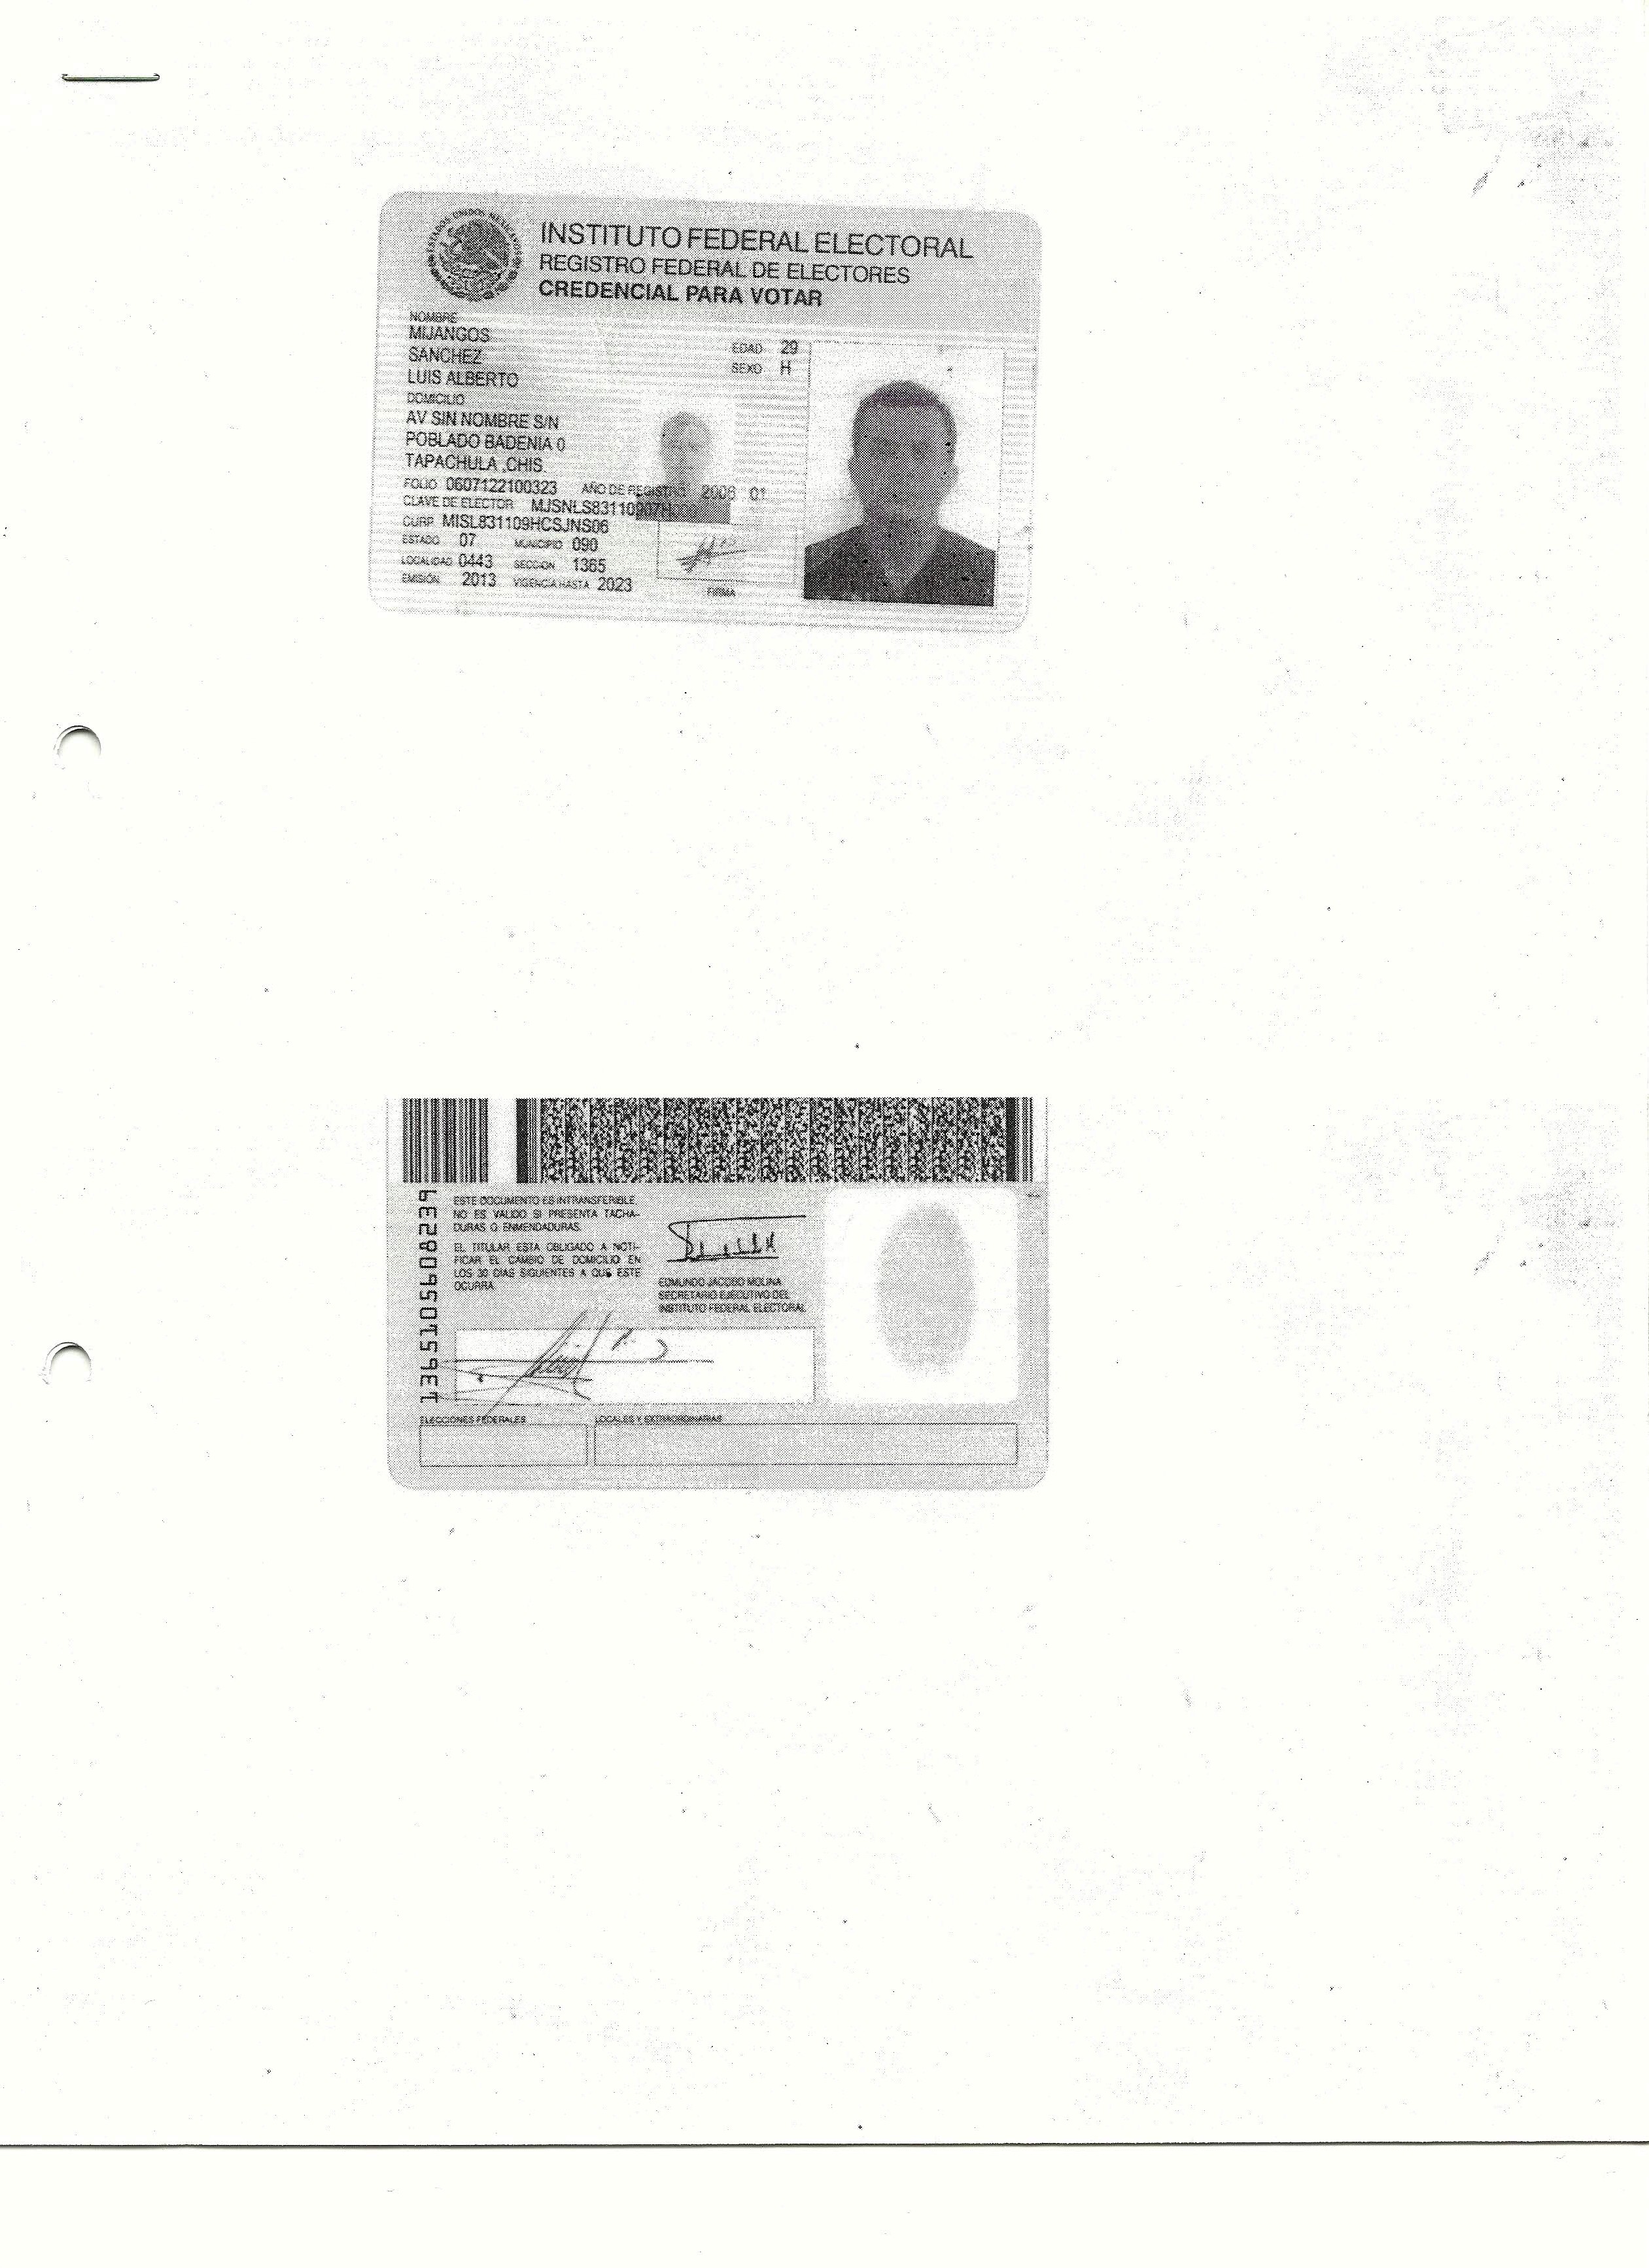 ESTADOS UNIDOS MEXICANOS
INSTITUTO FEDERAL ELECTORAL
REGISTRO FEDERAL DE ELECTORES
CREDENCIAL PARA VOTAR
NOMBRE
MIJANGOS
SANCHEZ
LUIS ALBERTO
EDAD 29
SEXO H
DOMICILIO
AV SIN NOMBRE S/N
POBLADO BADENIA 0
TAPACHULA ,CHIS.
FOLIO 0607122100323 AÑO DE REGISTRO 2006 01
CLAVE DE ELECTOR MJSNLS83110907H
CURP MISL831109HCSJNS06
ESTADO 07 MUNICIPIO 090
LOCALIDAD 0443 SECCION 1365
EMISIÓN 2013 VIGENCIA HASTA 2023
FIRMA
1365105608239
ESTE DOCUMENTO ES INTRANSFERIBLE
NO ES VALIDO SI PRESENTA TACHA-
DURAS O ENMENDADURAS.
EL TITULAR ESTA OBLIGADO A NOTI-
FICAR EL CAMBIO DE DOMICILIO EN
LOS 30 DIAS SIGUIENTES A QUE ESTE
OCURRA
EDMUNDO JACOBO MOLINA
SECRETARIO EJECUTIVO DEL
INSTITUTO FEDERAL ELECTORAL
ELECCIONES FEDERALES
LOCALES Y EXTRAORDINARIAS